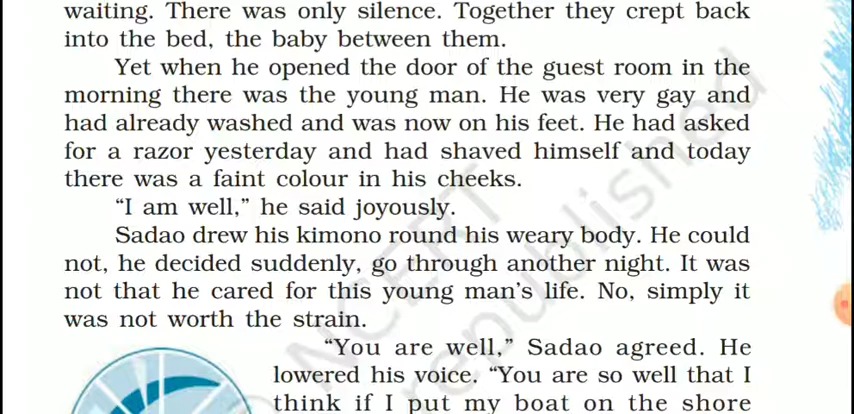 waiting. There was only silence. Together they crept back
into the bed, the baby between them.
Yet when he opened the door of the guest room in the
morning there was the young man. He was very gay and
had already washed and was now on his feet. He had asked
for a razor yesterday and had shaved himself and today
there was a faint colour in his cheeks.
“I am well,” he said joyously.
Sadao drew his kimono round his weary body. He could
not, he decided suddenly, go through another night. It was
not that he cared for this young man’s life. No, simply it
was not worth the strain.
“You are well,” Sadao agreed. He
lowered his voice. “You are so well that I
think if I put my boat on the shore
© NCERT
republished